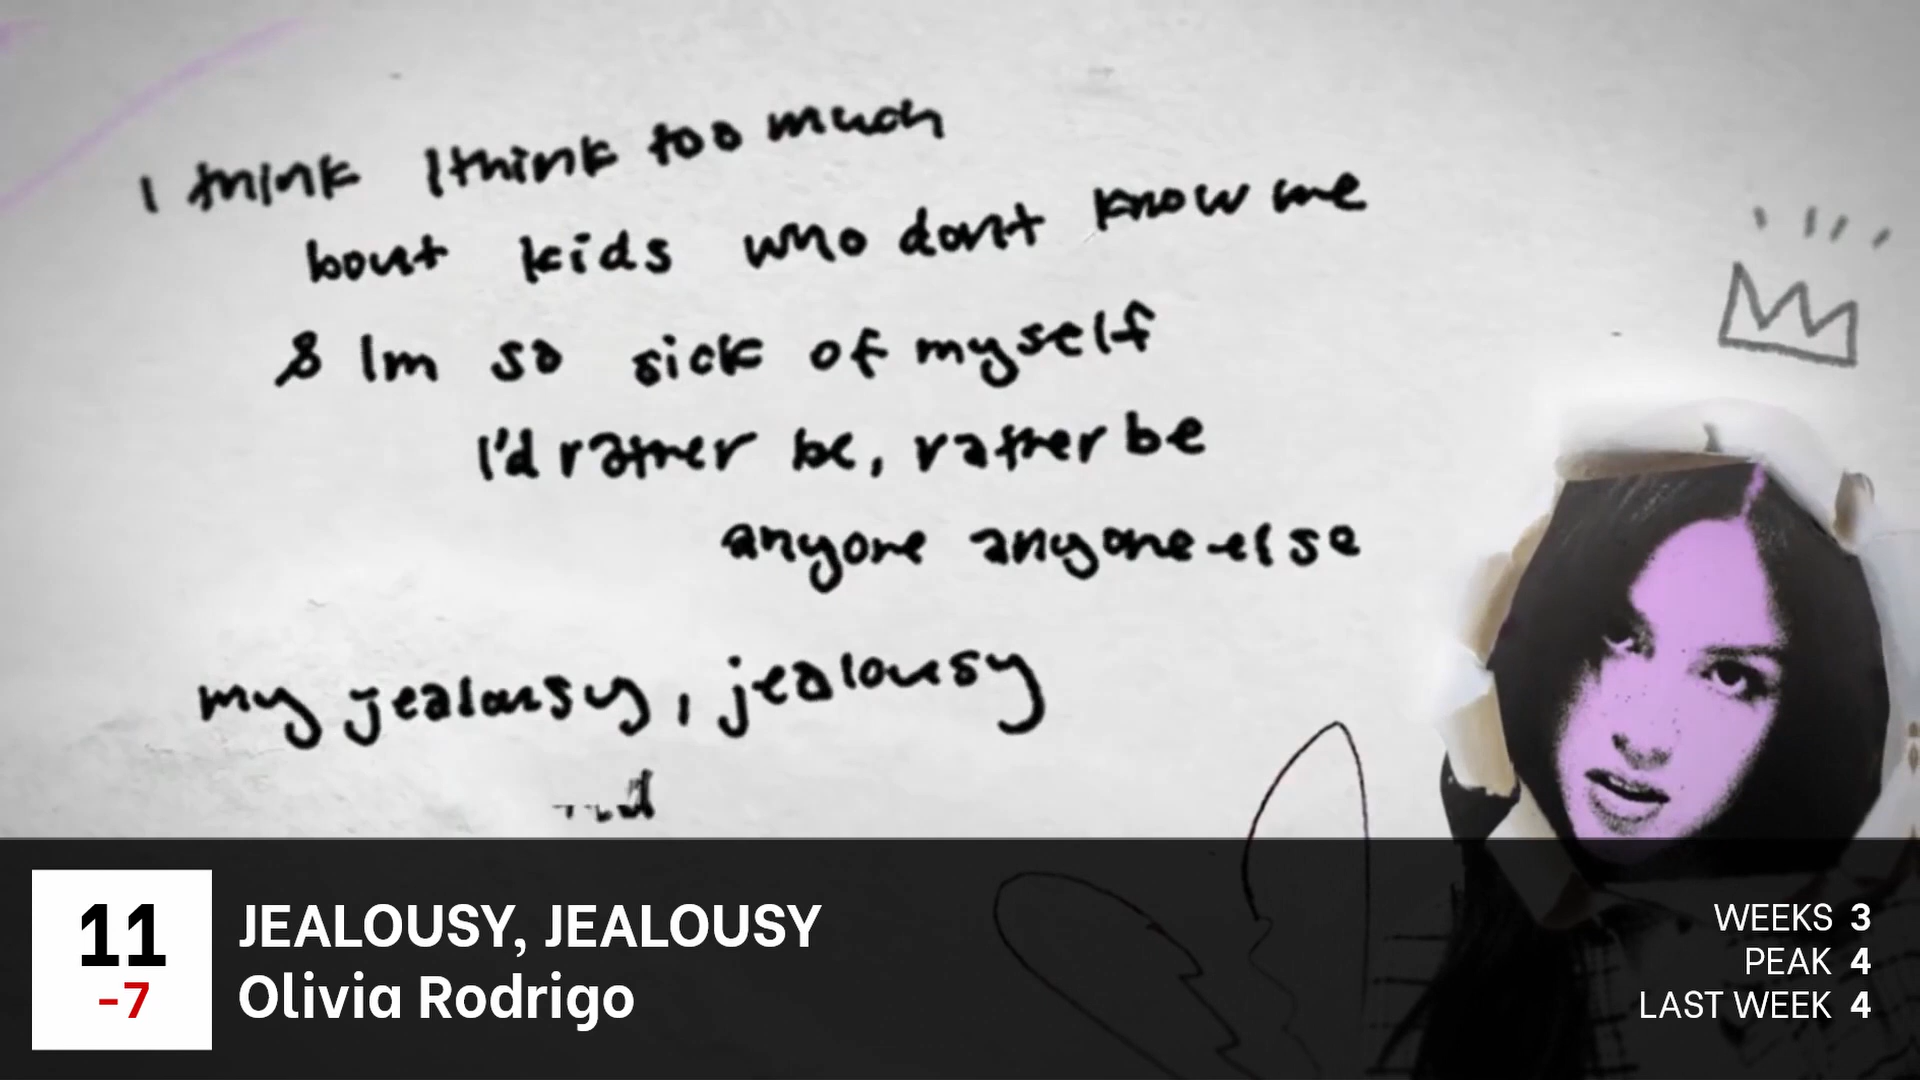 I think I think too much
bout kids who dont know me
& Im so sick of myself
I'd rather be, rather be
anyone anyone else
my jealousy, jealousy
11
-7
JEALOUSY, JEALOUSY
Olivia Rodrigo
WEEKS 3
PEAK 4
LAST WEEK 4